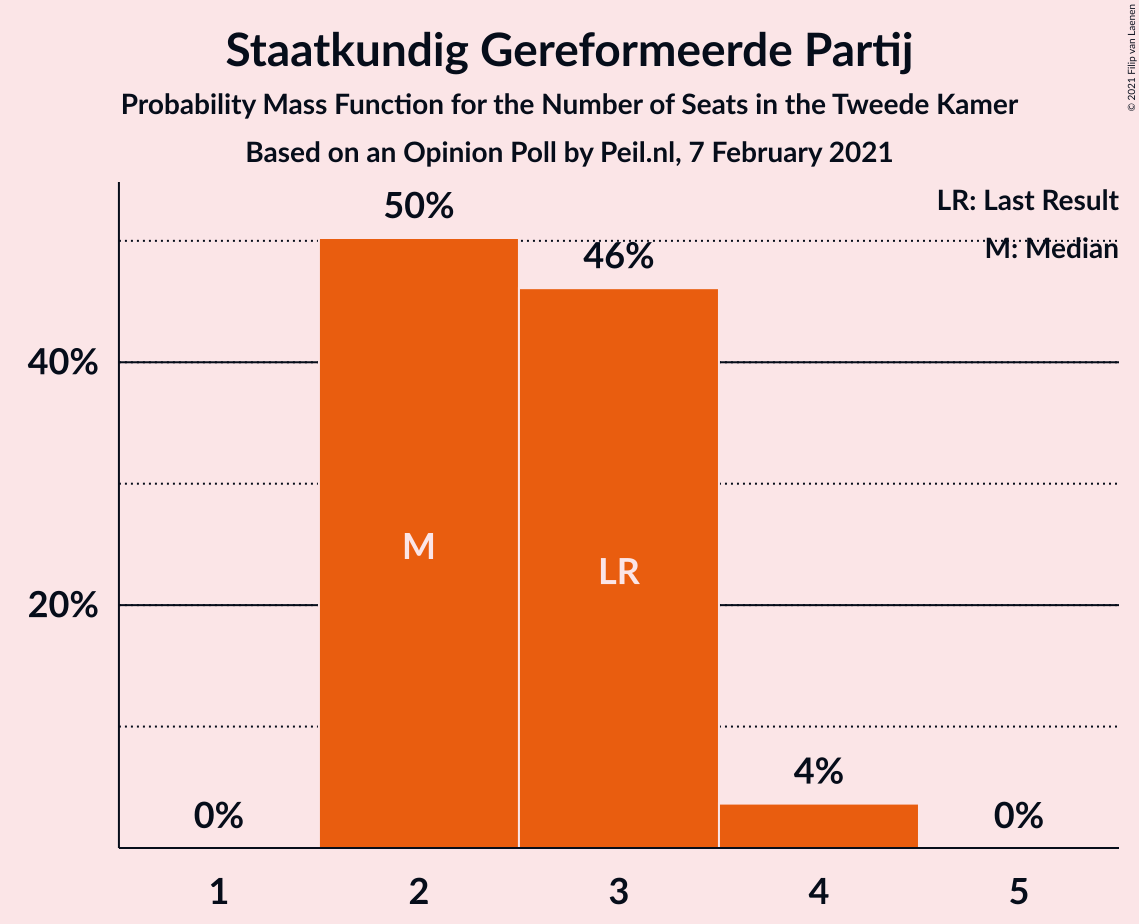 Staatkundig Gereformeerde Partij
Probability Mass Function for the Number of Seats in the Tweede Kamer
Based on an Opinion Poll by Peil.nl, 7 February 2021
© 2021 Filip van Laenen
LR: Last Result
M: Median
50%
46%
40%
M
LR
20%
4%
0%
0%
1 2 3 4 5